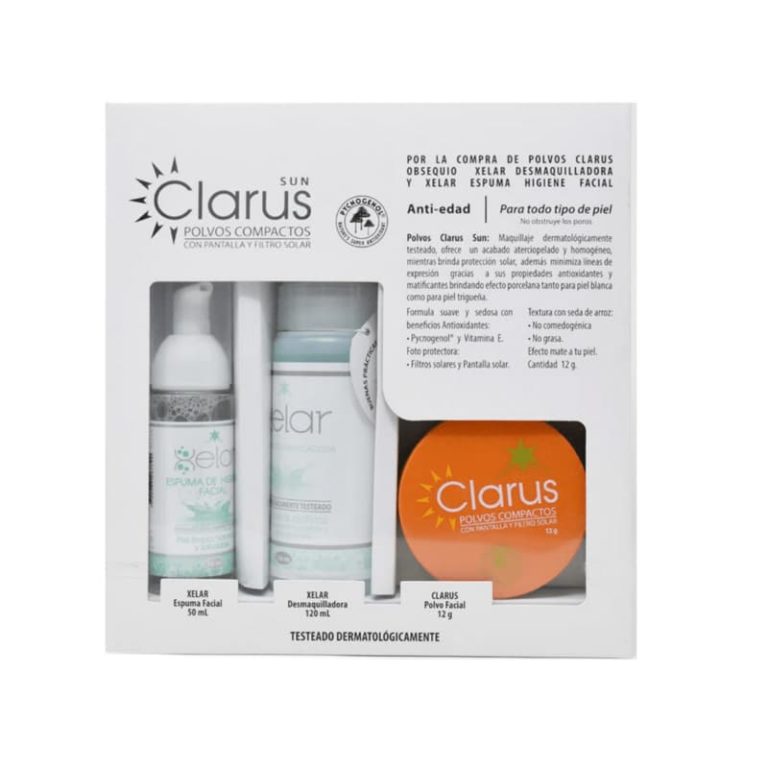 SUN
Clarus
POLVOS COMPACTOS
CON PANTALLA Y FILTRO SOLAR
PYCNOGENOL®
NATURE'S SUPER ANTIOXIDANT
POR LA COMPRA DE POLVOS CLARUS
OBSEQUIO XELAR DESMAQUILLADORA
Y XELAR ESPUMA HIGIENE FACIAL
Anti-edad
Para todo tipo de piel
No obstruye los poros
Polvos Clarus Sun: Maquillaje dermatológicamente
testeado, ofrece un acabado aterciopelado y homogéneo,
mientras brinda protección solar, además minimiza líneas de
expresión gracias a sus propiedades antioxidantes y
matificantes brindando efecto porcelana tanto para piel blanca
como para piel trigueña.
Formula suave y sedosa con
beneficios Antioxidantes:
• Pycnogenol® y Vitamina E.
Foto protectora:
• Filtros solares y Pantalla solar.
Textura con seda de arroz:
• No comedogénica
• No grasa.
Efecto mate a tu piel.
Cantidad 12 g.
Xelar
ESPUMA DE
FACIAL
elar
TESTEADO
BUENAS PRÁCTICAS
Clarus
POLVOS COMPACTOS
CON PANTALLA Y FILTRO SOLAR
12 g
XELAR
Espuma Facial
50 mL
XELAR
Desmaquilladora
120 mL
CLARUS
Polvo Facial
12 g
TESTEADO DERMATOLÓGICAMENTE